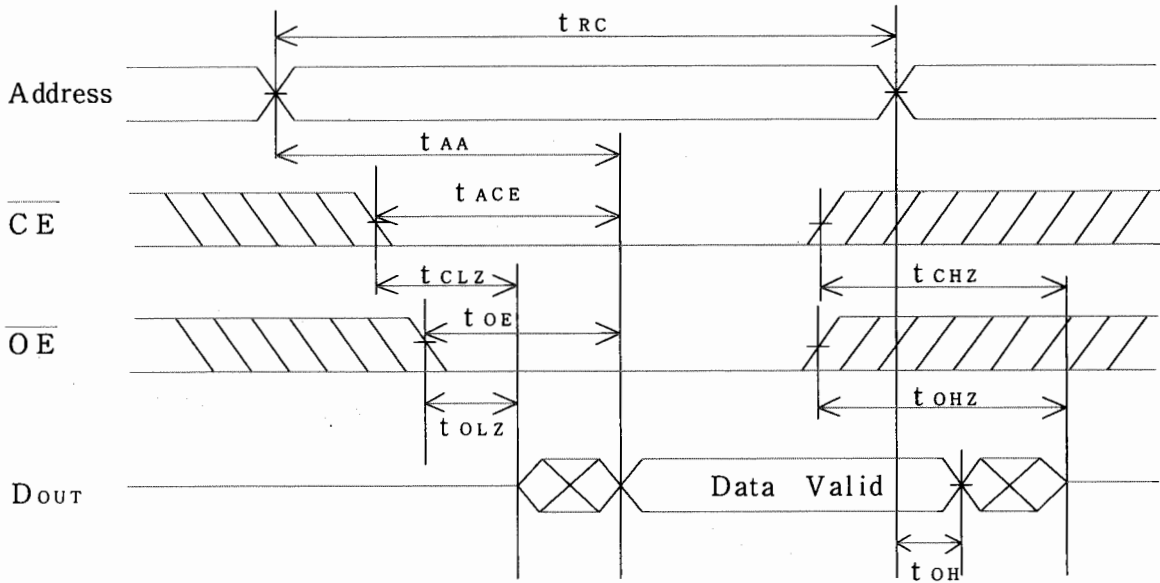 t RC
Address
t AA
CE
t ACE
t CLZ
t CHZ
OE
t OE
t OHZ
t OLZ
DOUT
Data Valid
t OH